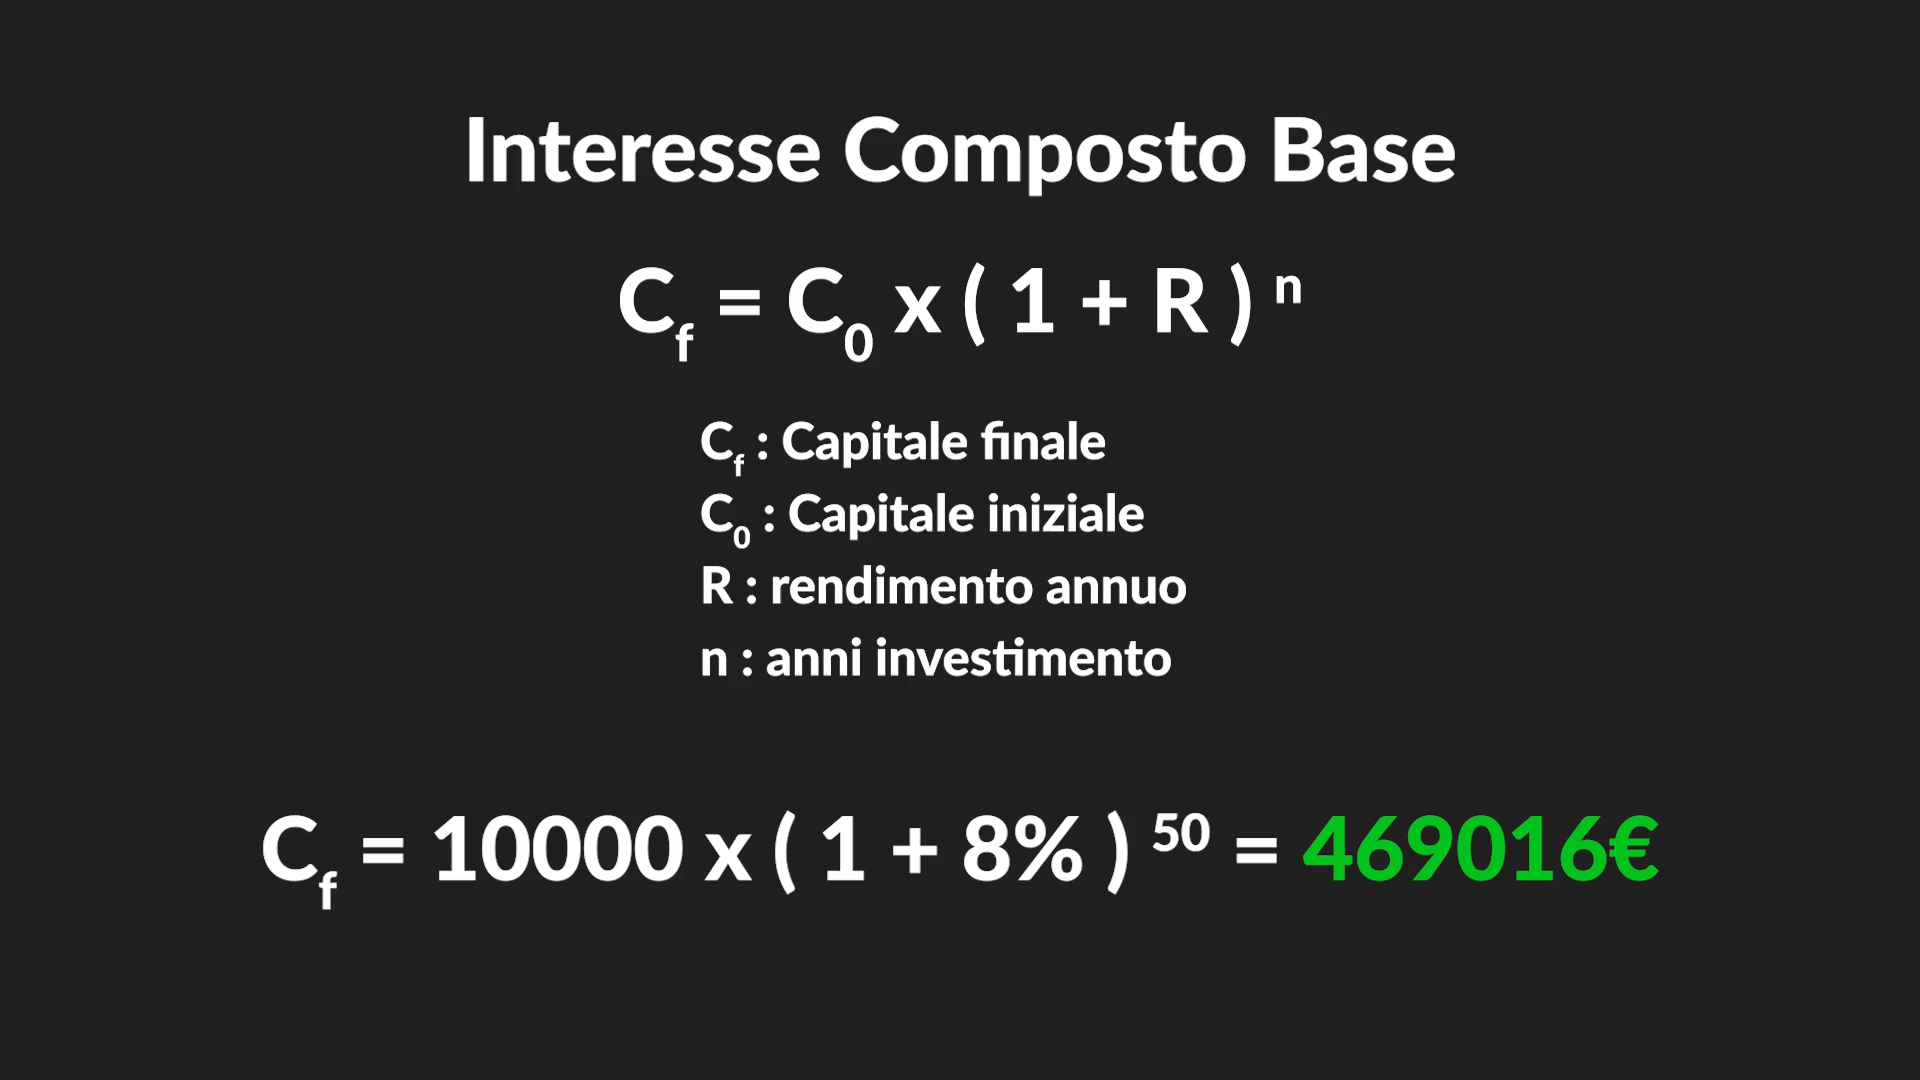 Interesse Composto Base
Cf = C0 x ( 1 + R ) n
Cf : Capitale finale
C0 : Capitale iniziale
R : rendimento annuo
n : anni investimento
Cf = 10000 x ( 1 + 8% ) 50 = 469016€